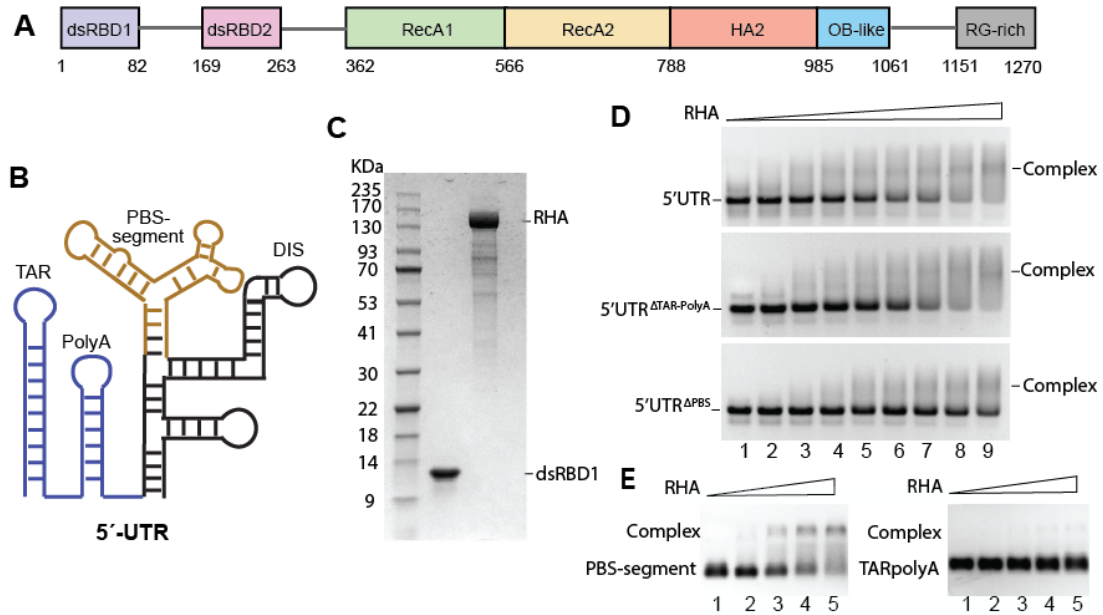 A
dsRBD1 dsRBD2 RecA1 RecA2 HA2 OB-like RG-rich
1 82 169 263 362 566 788 985 1061 1151 1270
B
PBS-
segment
DIS
TAR
PolyA
5´-UTR
C
KDa
235
170
130
93
70
53
41
30
22
18
14
9
RHA
dsRBD1
D
RHA
Complex
5'UTR
Complex
5'UTRΔTAR-PolyA
Complex
5'UTRΔPBS
1 2 3 4 5 6 7 8 9
E
RHA
Complex
PBS-segment
1 2 3 4 5
RHA
Complex
TARpolyA
1 2 3 4 5